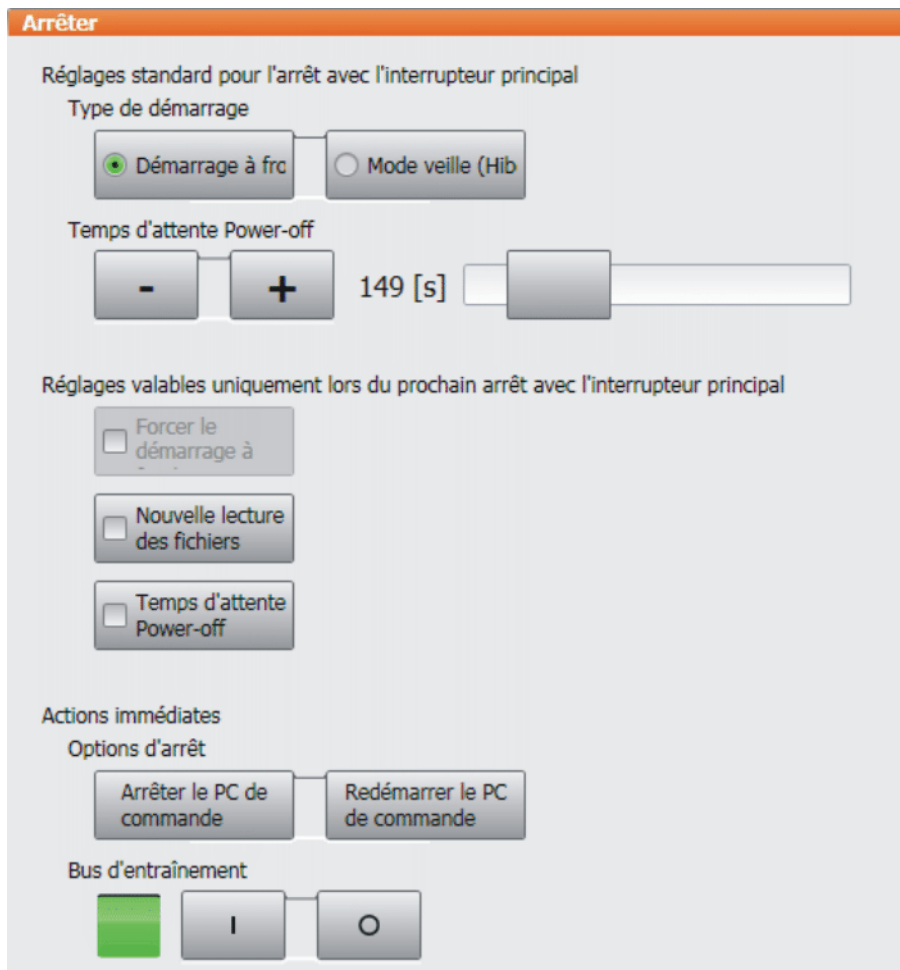 Arrêter
Réglages standard pour l'arrêt avec l'interrupteur principal
Type de démarrage
Démarrage à fro
Mode veille (Hib
Temps d'attente Power-off
- + 149 [s]
Réglages valables uniquement lors du prochain arrêt avec l'interrupteur principal
Forcer le
démarrage à
Nouvelle lecture
des fichiers
Temps d'attente
Power-off
Actions immédiates
Options d'arrêt
Arrêter le PC de
commande
Redémarrer le PC
de commande
Bus d'entraînement
I O